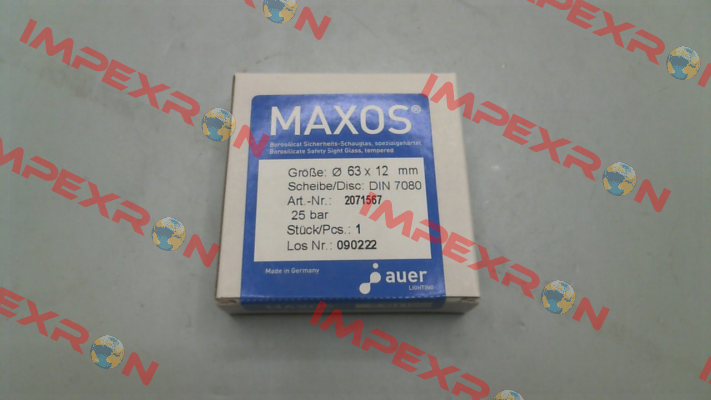 MAXOS®
Borosilicat Sicherheits-Schauglas, spezialgehärtet
Borosilicate Safety Sight Glass, tempered
Größe: Ø 63 x 12 mm
Scheibe/Disc: DIN 7080
Art.-Nr.: 2071567
25 bar
Stück/Pcs.: 1
Los Nr.: 090222
Made in Germany
auer
LIGHTING
IMPEXRON
IMPEXRON
IMPEXRON
IMPEXRON
IMPEXRON
IMPEXRON
IMPEXRON